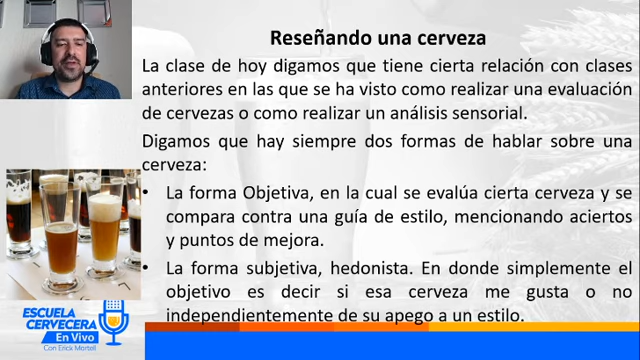 Reseñando una cerveza
La clase de hoy digamos que tiene cierta relación con clases
anteriores en las que se ha visto como realizar una evaluación
de cervezas o como realizar un análisis sensorial.
Digamos que hay siempre dos formas de hablar sobre una
cerveza:
• La forma Objetiva, en la cual se evalúa cierta cerveza y se
compara contra una guía de estilo, mencionando aciertos
y puntos de mejora.
• La forma subjetiva, hedonista. En donde simplemente el
objetivo es decir si esa cerveza me gusta o no
independientemente de su apego a un estilo.
ESCUELA
CERVECERA
En Vivo
Con Erick Martell